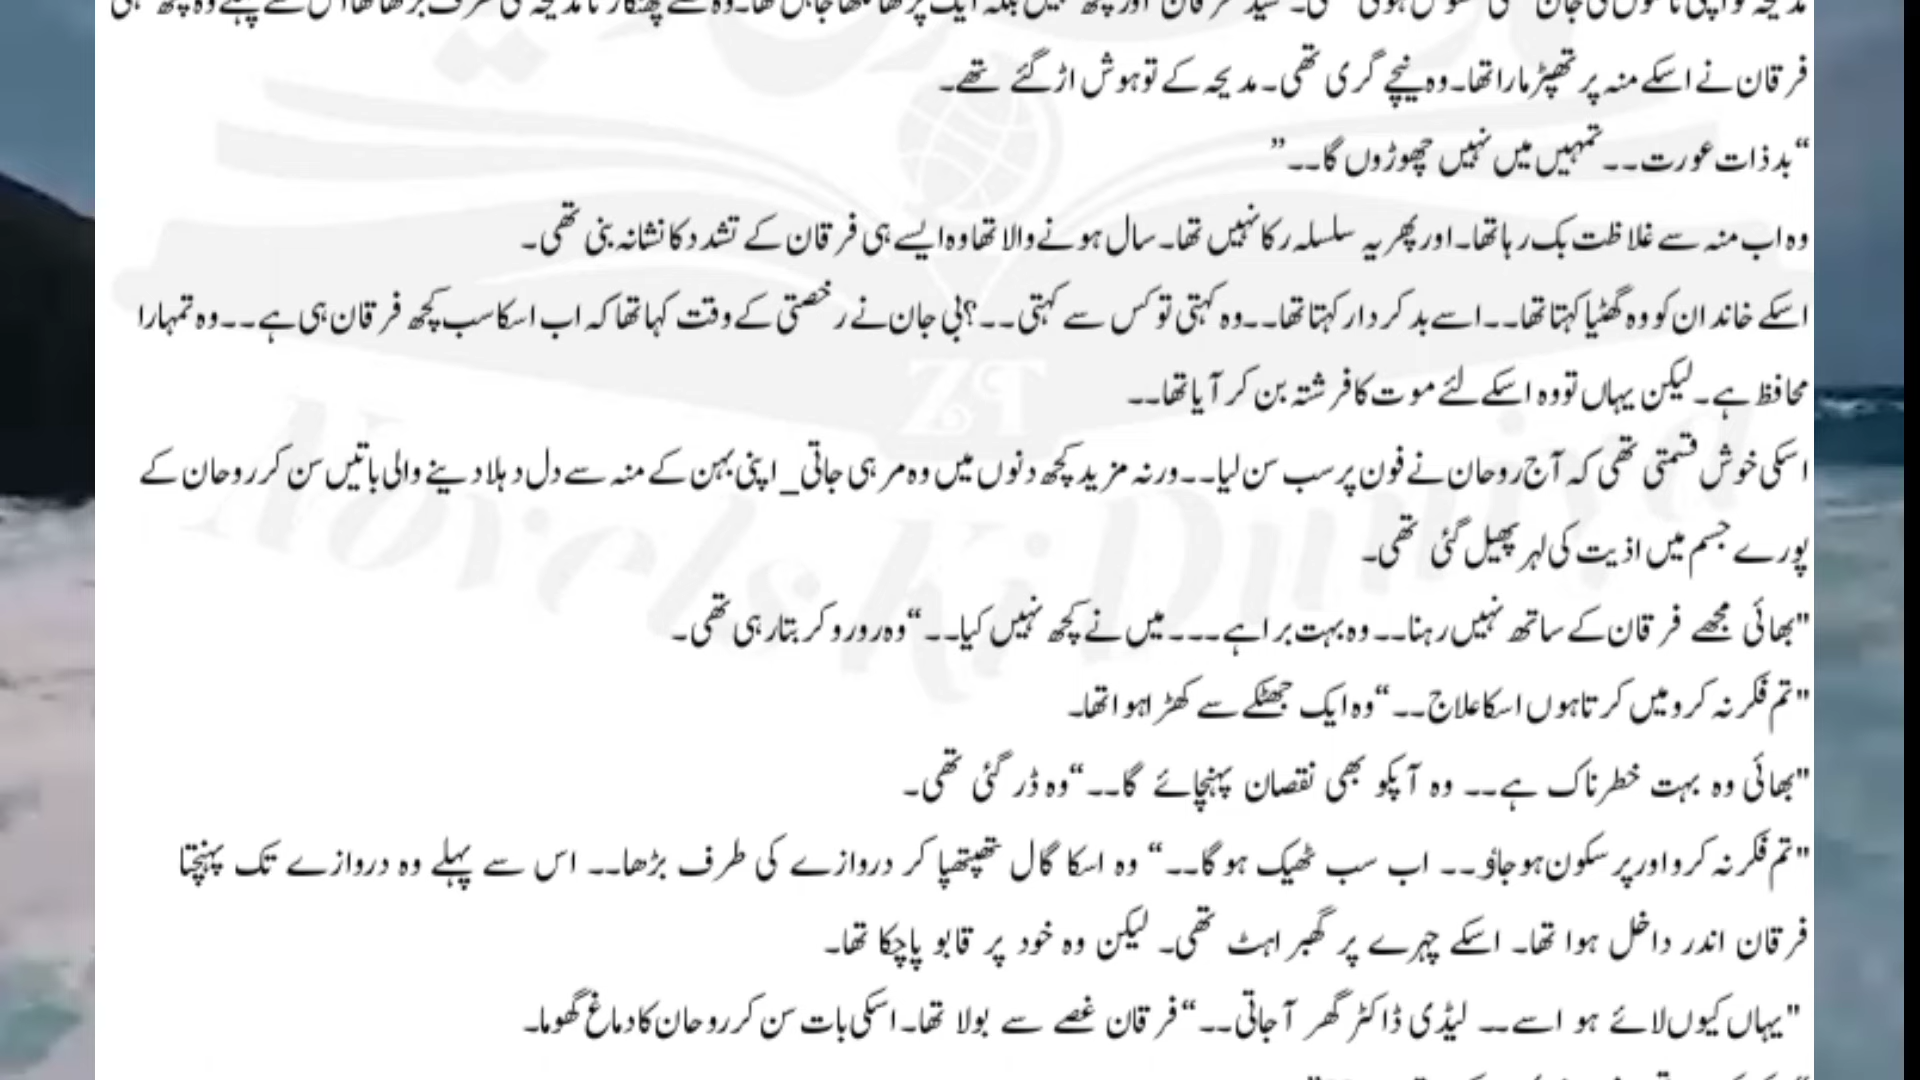 فرقان نے اسکے منہ پر تھپڑ مارا تھا۔ وہ نیچے گری تھی۔ مدیحہ کے تو ہوش اڑ گئے تھے۔
“بدذات عورت۔۔ تمہیں میں نہیں چھوڑوں گا۔۔”
وہ اب منہ سے غلاظت بک رہا تھا۔ اور پھر یہ سلسلہ رکا نہیں تھا۔ سال ہونے والا تھا وہ ایسے ہی فرقان کے تشدد کا نشانہ بنی تھی۔
اسکے خاندان کو وہ گھٹیا کہتا تھا۔۔ اسے بدکردار کہتا تھا۔۔ وہ کہتی تو کس سے کہتی۔۔؟ بی جان نے رخصتی کے وقت کہا تھا کہ اب اسکا سب کچھ فرقان ہی ہے۔۔ وہ تمہارا
محافظ ہے۔ لیکن یہاں تو وہ اسکے لئے موت کا فرشتہ بن کر آیا تھا۔۔
اسکی خوش قسمتی تھی کہ آج روحان نے فون پر سب سن لیا۔۔ ورنہ مزید کچھ دنوں میں وہ مر ہی جاتی_ اپنی بہن کے منہ سے دل دہلا دینے والی باتیں سن کر روحان کے
پورے جسم میں اذیت کی لہر پھیل گئی تھی۔
"بھائی مجھے فرقان کے ساتھ نہیں رہنا۔۔ وہ بہت برا ہے۔۔۔ میں نے کچھ نہیں کیا۔۔“ وہ رو رو کر بتا رہی تھی۔
"تم فکر نہ کرو میں کرتا ہوں اسکا علاج۔۔“ وہ ایک جھٹکے سے کھڑا ہوا تھا۔
"بھائی وہ بہت خطرناک ہے۔۔ وہ آپکو بھی نقصان پہنچائے گا۔۔“ وہ ڈر گئی تھی۔
"تم فکر نہ کرو اور پر سکون ہو جاؤ۔۔ اب سب ٹھیک ہو گا۔۔“ وہ اسکا گال تھپتھپا کر دروازے کی طرف بڑھا۔۔ اس سے پہلے وہ دروازے تک پہنچتا
فرقان اندر داخل ہوا تھا۔ اسکے چہرے پر گھبراہٹ تھی۔ لیکن وہ خود پر قابو پا چکا تھا۔
"یہاں کیوں لائے ہو اسے۔۔ لیڈی ڈاکٹر گھر آ جاتی۔۔“ فرقان غصے سے بولا تھا۔ اسکی بات سن کر روحان کا دماغ گھوما۔
ZT
Novels Ki Duniya